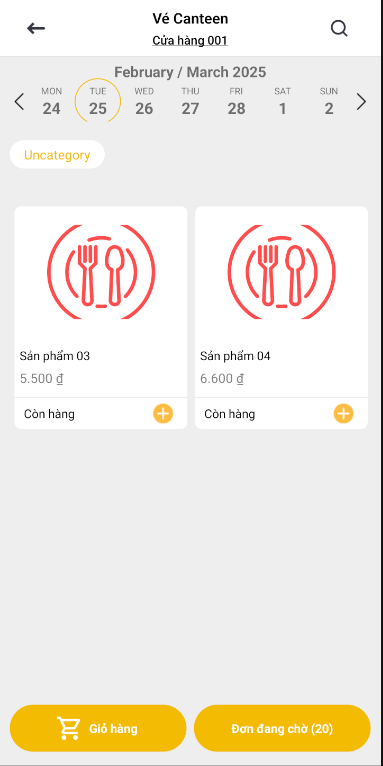 Vé Canteen
Cửa hàng 001
February / March 2025
MON TUE WED THU FRI SAT SUN
24 25 26 27 28 1 2
Uncategory
Sản phẩm 03
5.500 ₫
Còn hàng
Sản phẩm 04
6.600 ₫
Còn hàng
Giỏ hàng
Đơn đang chờ (20)